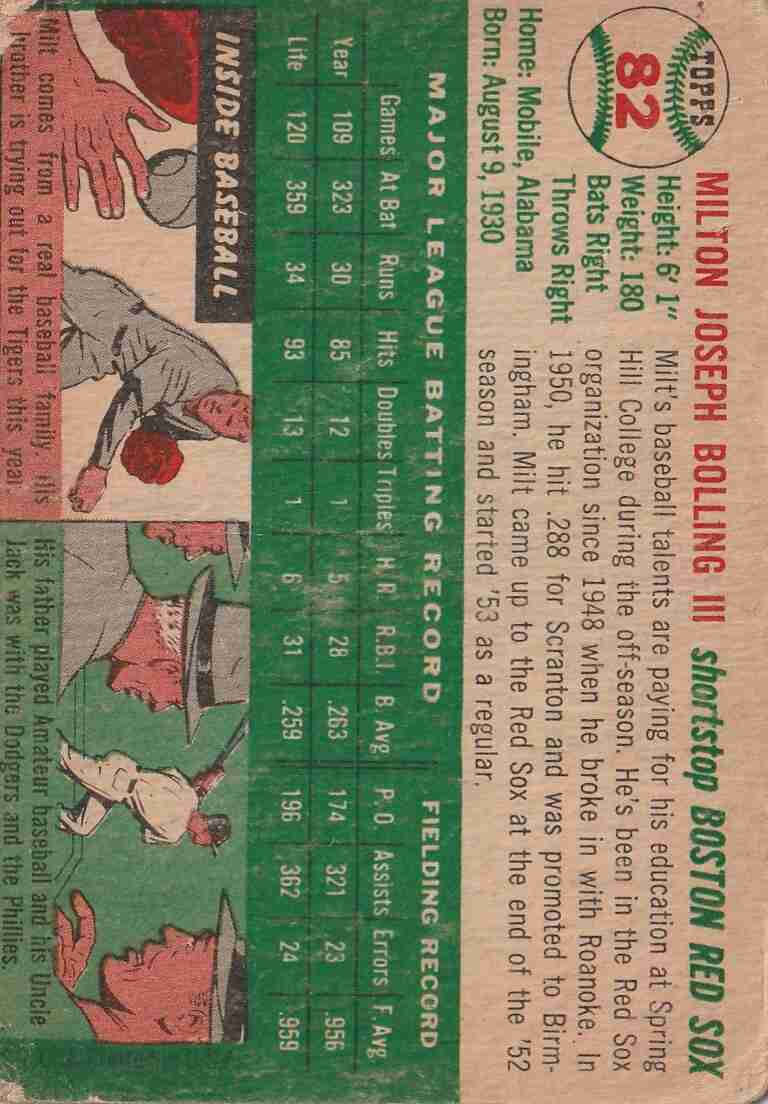 TOPPS
82
MILTON JOSEPH BOLLING III shortstop BOSTON RED SOX
Height: 6' 1"
Weight: 180
Bats Right
Throws Right
Home: Mobile, Alabama
Born: August 9, 1930
Milt's baseball talents are paying for his education at Spring
Hill College during the off-season. He's been in the Red Sox
organization since 1948 when he broke in with Roanoke. In
1950, he hit .288 for Scranton and was promoted to Birm-
ingham. Milt came up to the Red Sox at the end of the '52
season and started '53 as a regular.
MAJOR LEAGUE BATTING RECORD FIELDING RECORD
Games At Bat Runs Hits Doubles Triples H R R.B.I. B. Avg P.O. Assists Errors F. Avg
Year 109 323 30 85 12 1 5 28 .263 174 321 23 .956
Life 120 359 34 93 13 1 6 31 .259 196 362 24 .959
INSIDE BASEBALL
Milt comes from a real baseball family. His
brother is trying out for the Tigers this year.
His father played Amateur baseball and his Uncle
Jack was with the Dodgers and the Phillies.